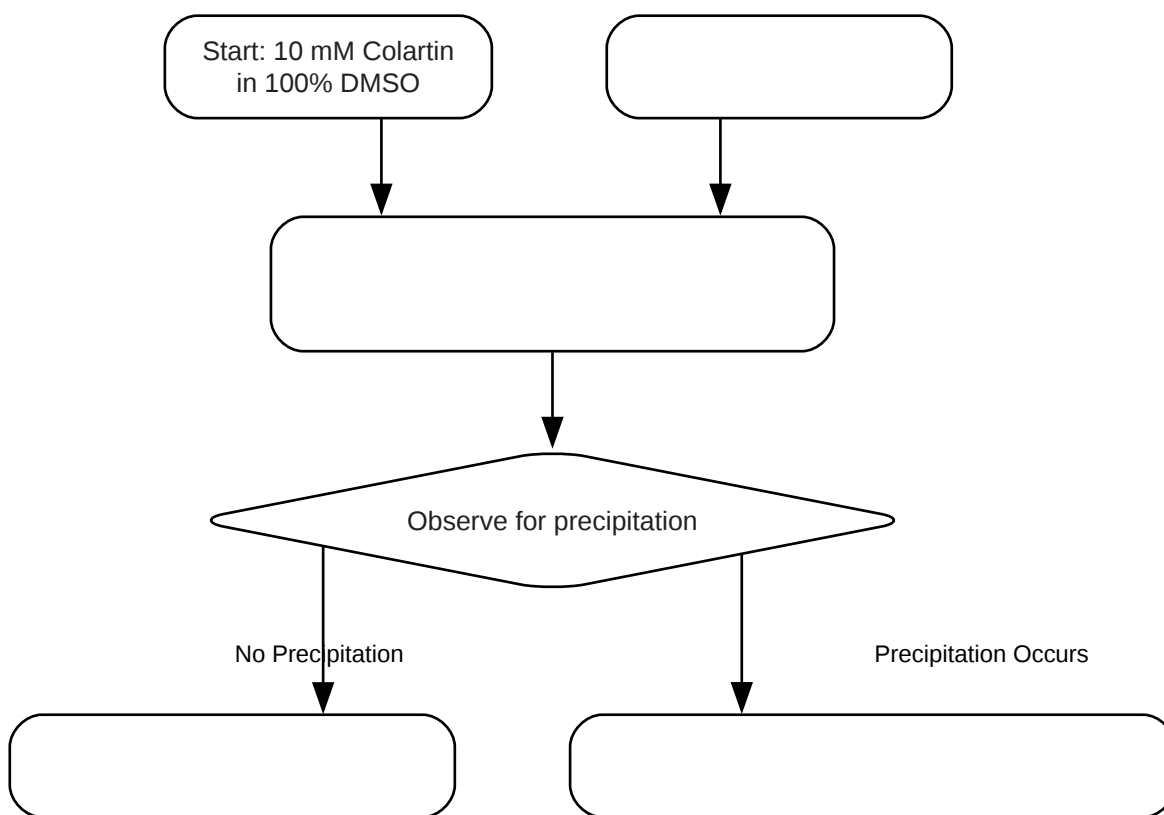 Start: 10 mM Colartin
in 100% DMSO
Observe for precipitation
No Precipitation
Precipitation Occurs